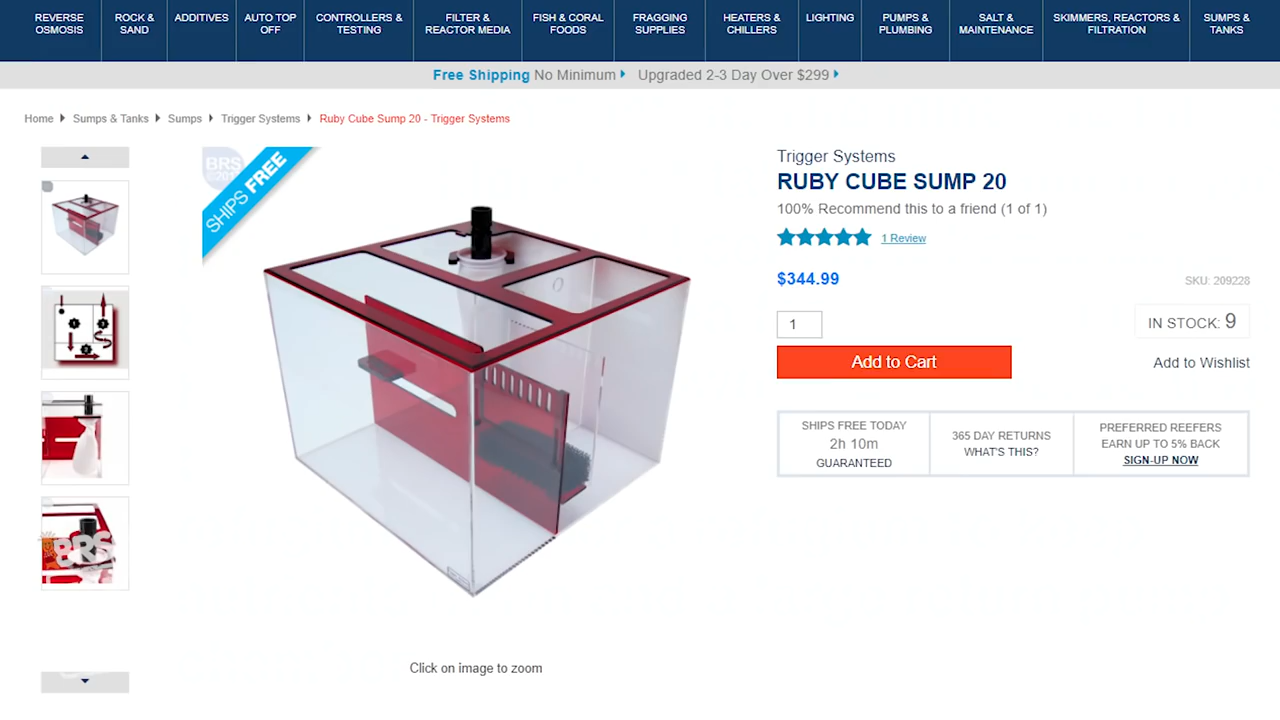 REVERSE
OSMOSIS
ROCK &
SAND
ADDITIVES
AUTO TOP
OFF
CONTROLLERS &
TESTING
FILTER &
REACTOR MEDIA
FISH & CORAL
FOODS
FRAGGING
SUPPLIES
HEATERS &
CHILLERS
LIGHTING
PUMPS &
PLUMBING
SALT &
MAINTENANCE
SKIMMERS, REACTORS &
FILTRATION
SUMPS &
TANKS
Free Shipping No Minimum Upgraded 2-3 Day Over $299
Home Sumps & Tanks Sumps Trigger Systems Ruby Cube Sump 20 - Trigger Systems
BRS
SHIPS FREE
BRS
Click on image to zoom
Trigger Systems
RUBY CUBE SUMP 20
100% Recommend this to a friend (1 of 1)
1 Review
$344.99
SKU: 209228
1
IN STOCK: 9
Add to Cart
Add to Wishlist
SHIPS FREE TODAY
2h 10m
GUARANTEED
365 DAY RETURNS
WHAT'S THIS?
PREFERRED REEFERS
EARN UP TO 5% BACK
SIGN-UP NOW